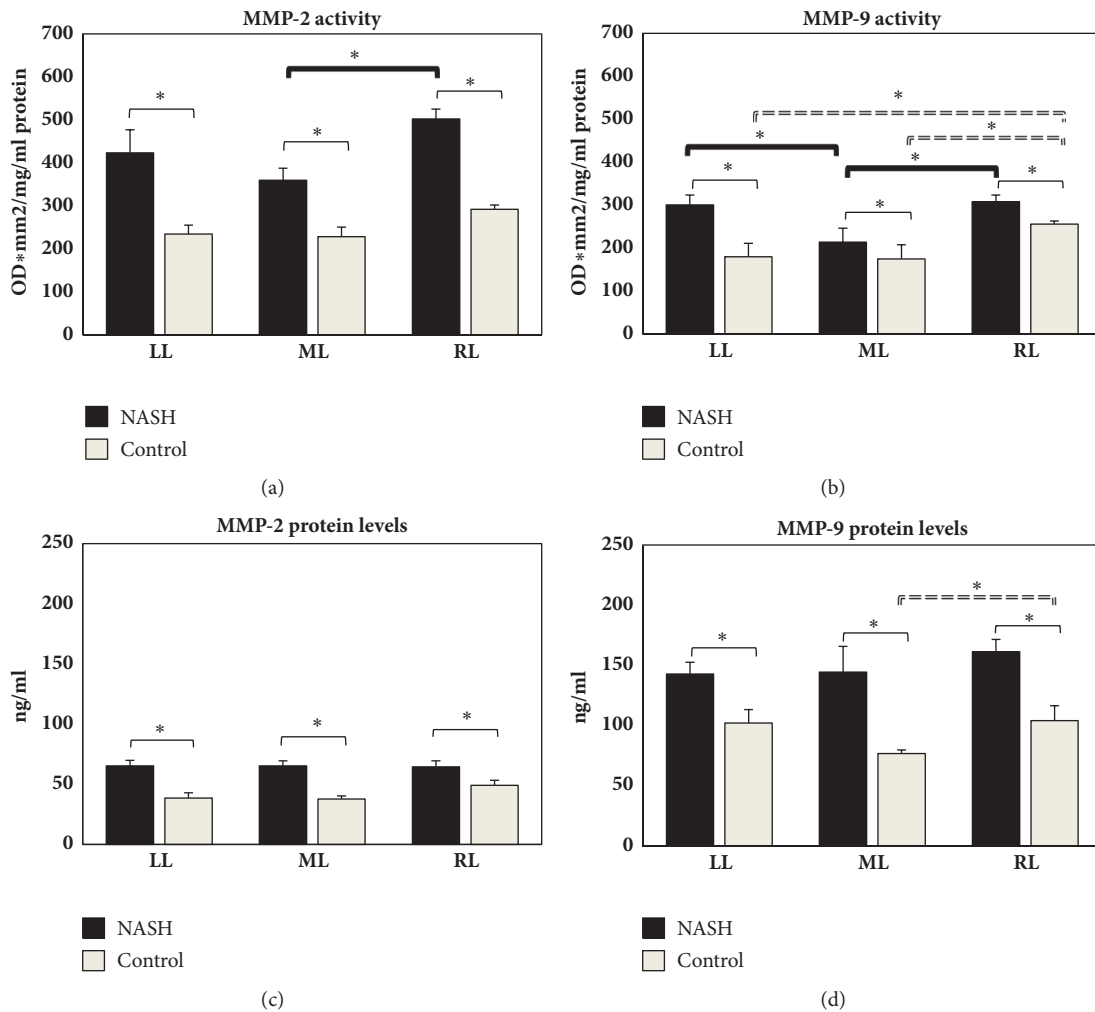 MMP-2 activity
700
600
500
400
300
200
100
0
OD*mm2/mg/ml protein
*
*
*
*
LL ML RL
NASH
Control
(a)
MMP-9 activity
700
600
500
400
300
200
100
0
OD*mm2/mg/ml protein
*
*
*
*
*
*
*
LL ML RL
NASH
Control
(b)
MMP-2 protein levels
250
200
150
100
50
0
ng/ml
*
*
*
LL ML RL
NASH
Control
(c)
MMP-9 protein levels
250
200
150
100
50
0
ng/ml
*
*
*
*
LL ML RL
NASH
Control
(d)